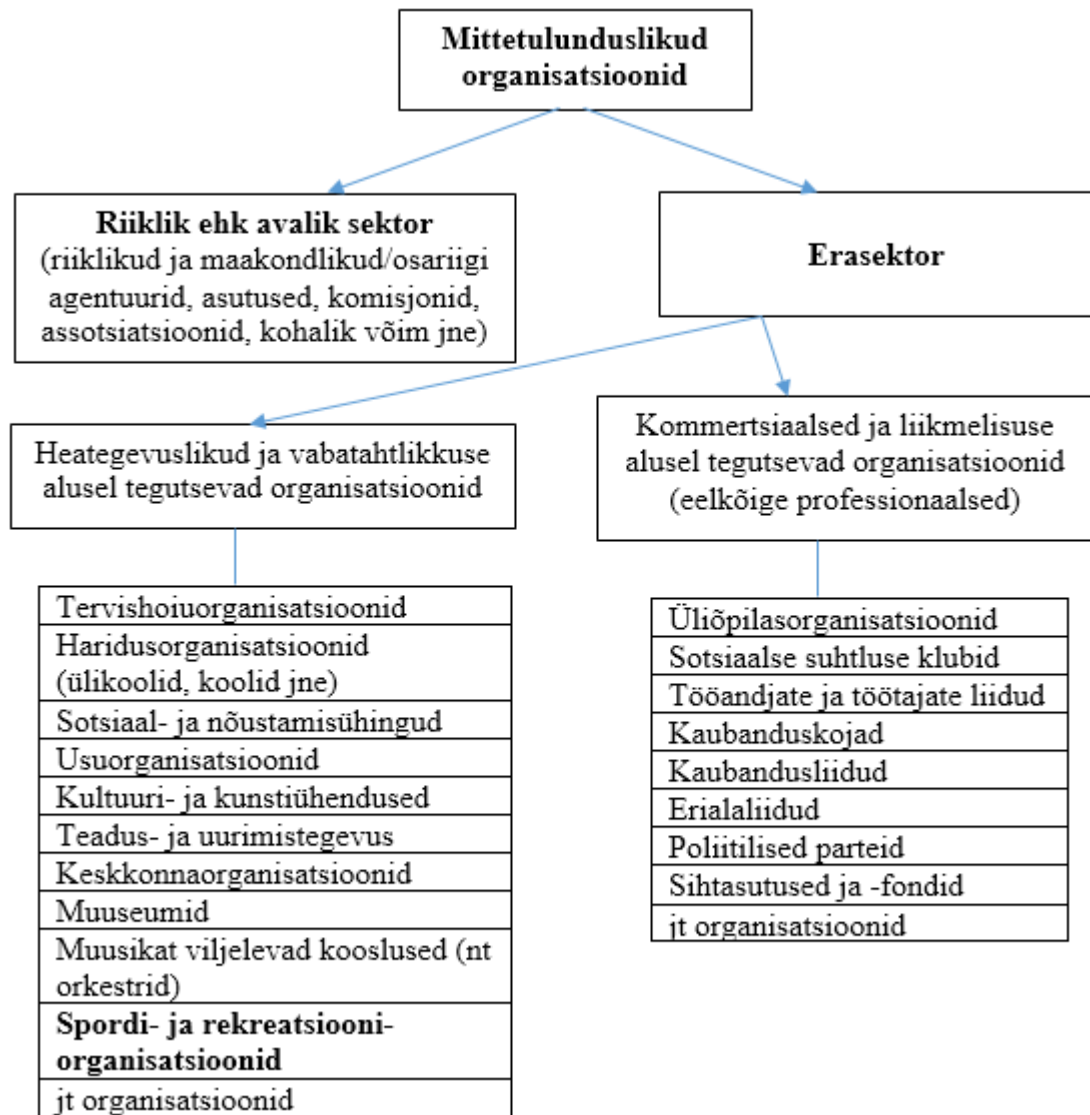 Mittetulunduslikud
organisatsioonid
Riiklik ehk avalik sektor
(riiklikud ja maakondlikud/osariigi
agentuurid, asutused, komisjonid,
assotsiatsioonid, kohalik võim jne)
Erasektor
Heategevuslikud ja vabatahtlikkuse
alusel tegutsevad organisatsioonid
Kommertsiaalsed ja liikmelisuse
alusel tegutsevad organisatsioonid
(eelkõige professionaalsed)
Tervishoiuorganisatsioonid
Haridusorganisatsioonid
(ülikoolid, koolid jne)
Sotsiaal- ja nõustamisühingud
Usuorganisatsioonid
Kultuuri- ja kunstiühendused
Teadus- ja uurimistegevus
Keskkonnaorganisatsioonid
Muuseumid
Muusikat viljelevad kooslused (nt
orkestrid)
Spordi- ja rekreatsiooni-
organisatsioonid
jt organisatsioonid
Üliõpilasorganisatsioonid
Sotsiaalse suhtluse klubid
Tööandjate ja töötajate liidud
Kaubanduskojad
Kaubandusliidud
Erialaliidud
Poliitilised parteid
Sihtasutused ja -fondid
jt organisatsioonid